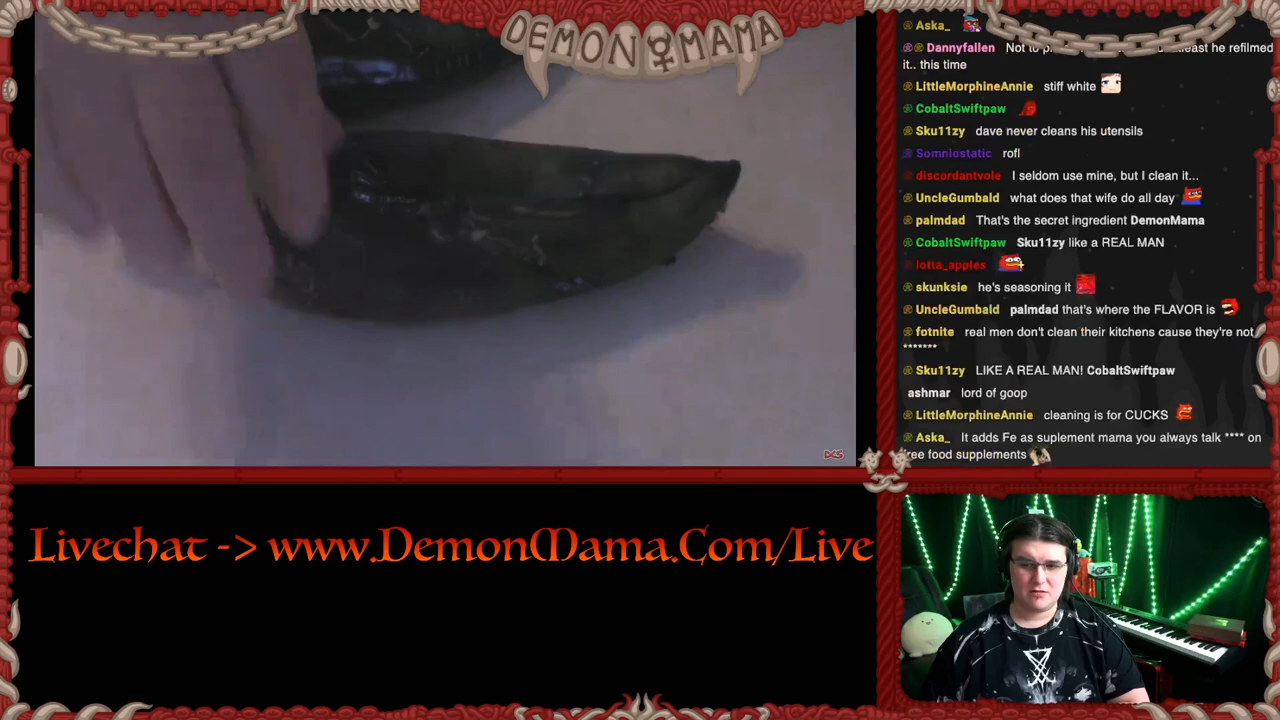 DEMON MAMA
Aska_
Dannyfallen Not to least he refilmed
it.. this time
LittleMorphineAnnie stiff white
CobaltSwiftpaw
Sku11zy dave never cleans his utensils
Somniostatic rofl
discordantvole I seldom use mine, but I clean it...
UncleGumbald what does that wife do all day
palmdad That's the secret ingredient DemonMama
CobaltSwiftpaw Sku11zy like a REAL MAN
lotta_apples
skunksie he's seasoning it
UncleGumbald palmdad that's where the FLAVOR is
fotnite real men don't clean their kitchens cause they're not
*******
Sku11zy LIKE A REAL MAN! CobaltSwiftpaw
ashmar lord of goop
LittleMorphineAnnie cleaning is for CUCKS
Aska_ It adds Fe as suplement mama you always talk **** on
free food supplements
DCS
Livechat -> www.DemonMama.Com/Live